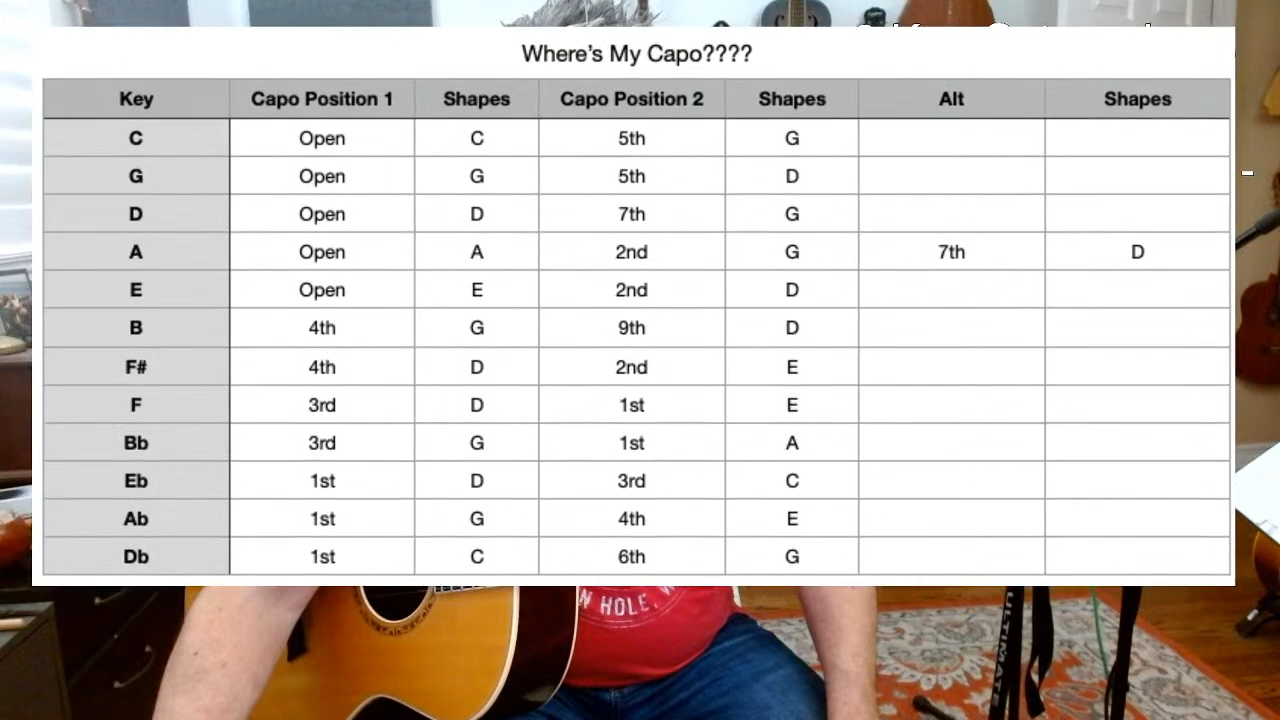 Where's My Capo????
Key Capo Position 1 Shapes Capo Position 2 Shapes Alt Shapes
C Open C 5th G
G Open G 5th D
D Open D 7th G
A Open A 2nd G 7th D
E Open E 2nd D
B 4th G 9th D
F# 4th D 2nd E
F 3rd D 1st E
Bb 3rd G 1st A
Eb 1st D 3rd C
Ab 1st G 4th E
Db 1st C 6th G
N HOLE, W
ULTIMATE